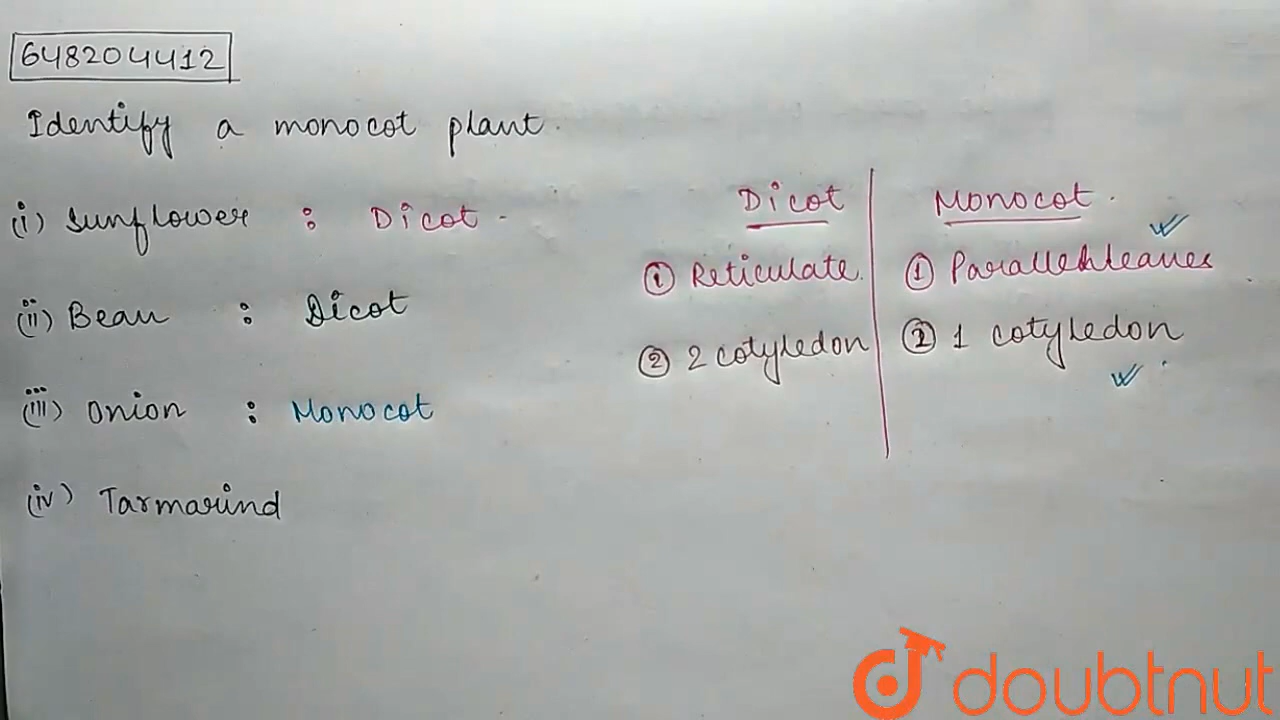 648204412
Identify a monocot plant.
(i) Sunflower : Dicot
(ii) Bean : Dicot
(iii) Onion : Monocot
(iv) Tarmarind
Dicot
① Reticulate
② 2 cotyledon
Monocot.
① Parallel leaves
② 1 cotyledon
doubtnut